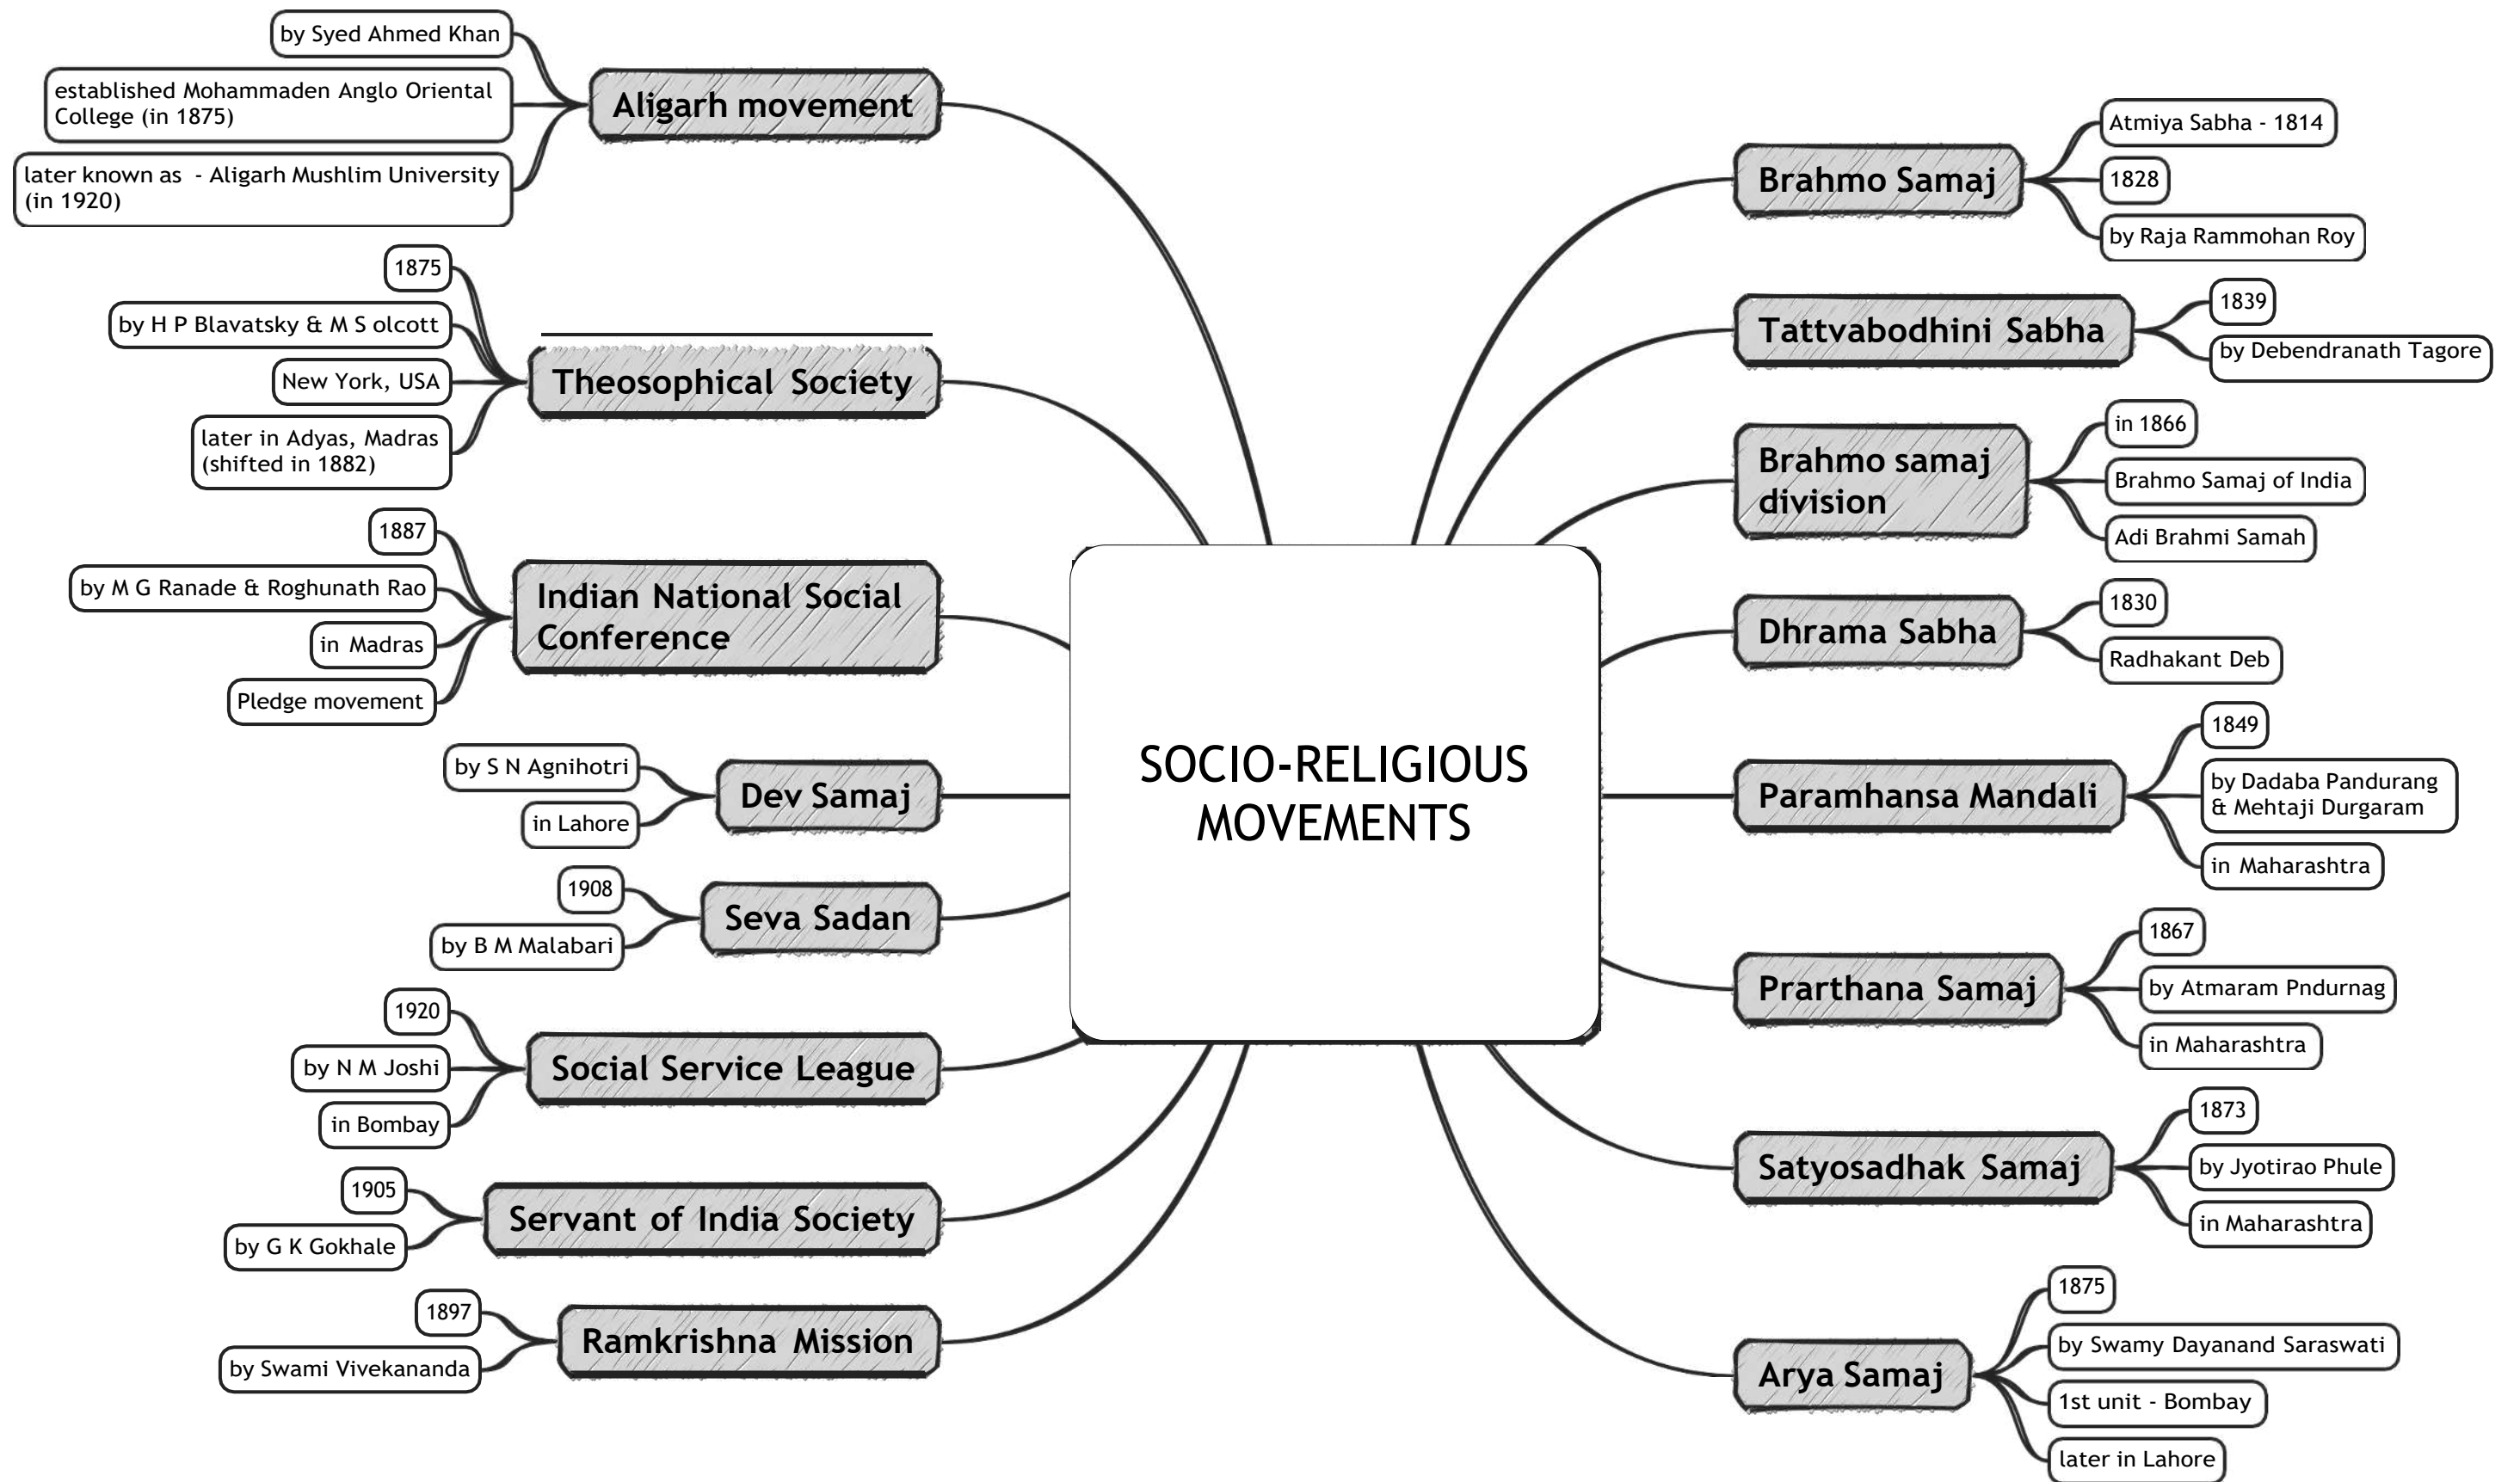 SOCIO-RELIGIOUS
MOVEMENTS
Aligarh movement
by Syed Ahmed Khan
established Mohammaden Anglo Oriental
College (in 1875)
later known as - Aligarh Mushlim University
(in 1920)
Theosophical Society
1875
by H P Blavatsky & M S olcott
New York, USA
later in Adyas, Madras
(shifted in 1882)
Indian National Social
Conference
1887
by M G Ranade & Roghunath Rao
in Madras
Pledge movement
Dev Samaj
by S N Agnihotri
in Lahore
Seva Sadan
1908
by B M Malabari
Social Service League
1920
by N M Joshi
in Bombay
Servant of India Society
1905
by G K Gokhale
Ramkrishna Mission
1897
by Swami Vivekananda
Brahmo Samaj
Atmiya Sabha - 1814
1828
by Raja Rammohan Roy
Tattvabodhini Sabha
1839
by Debendranath Tagore
Brahmo samaj
division
in 1866
Brahmo Samaj of India
Adi Brahmi Samah
Dhrama Sabha
1830
Radhakant Deb
Paramhansa Mandali
1849
by Dadaba Pandurang
& Mehtaji Durgaram
in Maharashtra
Prarthana Samaj
1867
by Atmaram Pndurnag
in Maharashtra
Satyosadhak Samaj
1873
by Jyotirao Phule
in Maharashtra
Arya Samaj
1875
by Swamy Dayanand Saraswati
1st unit - Bombay
later in Lahore